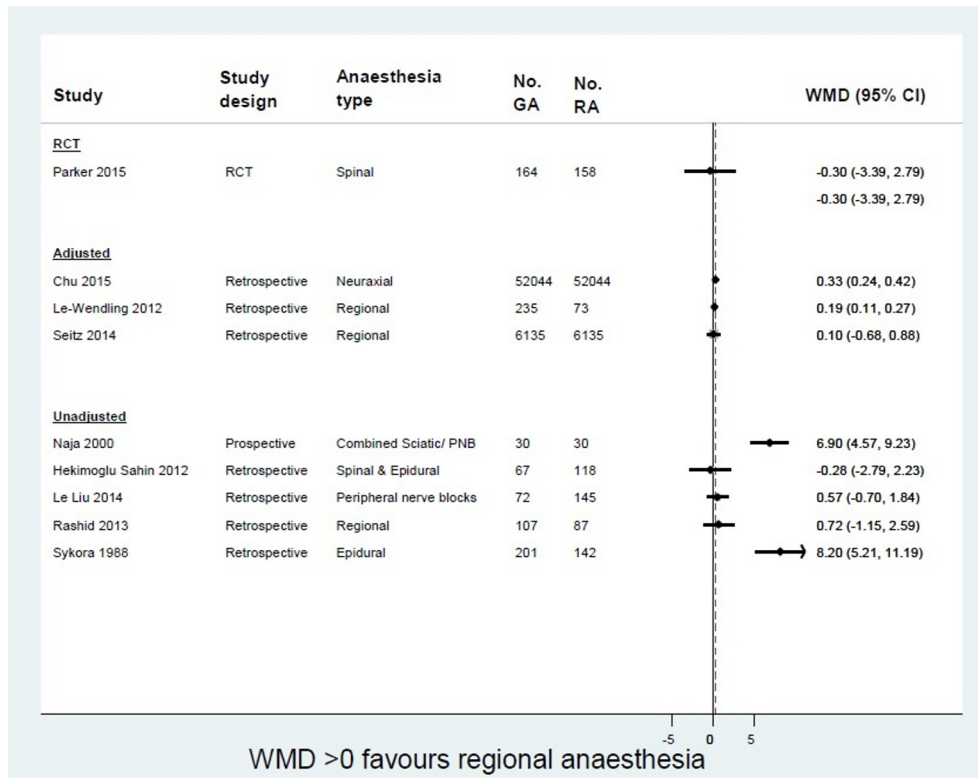 Study Study design Anaesthesia type No. GA No. RA WMD (95% CI)
RCT
Parker 2015 RCT Spinal 164 158 -0.30 (-3.39, 2.79)
-0.30 (-3.39, 2.79)
Adjusted
Chu 2015 Retrospective Neuraxial 52044 52044 0.33 (0.24, 0.42)
Le-Wendling 2012 Retrospective Regional 235 73 0.19 (0.11, 0.27)
Seitz 2014 Retrospective Regional 6135 6135 0.10 (-0.68, 0.88)
Unadjusted
Naja 2000 Prospective Combined Sciatic/ PNB 30 30 6.90 (4.57, 9.23)
Hekimoglu Sahin 2012 Retrospective Spinal & Epidural 67 118 -0.28 (-2.79, 2.23)
Le Liu 2014 Retrospective Peripheral nerve blocks 72 145 0.57 (-0.70, 1.84)
Rashid 2013 Retrospective Regional 107 87 0.72 (-1.15, 2.59)
Sykora 1988 Retrospective Epidural 201 142 8.20 (5.21, 11.19)
-5 0 5
WMD >0 favours regional anaesthesia